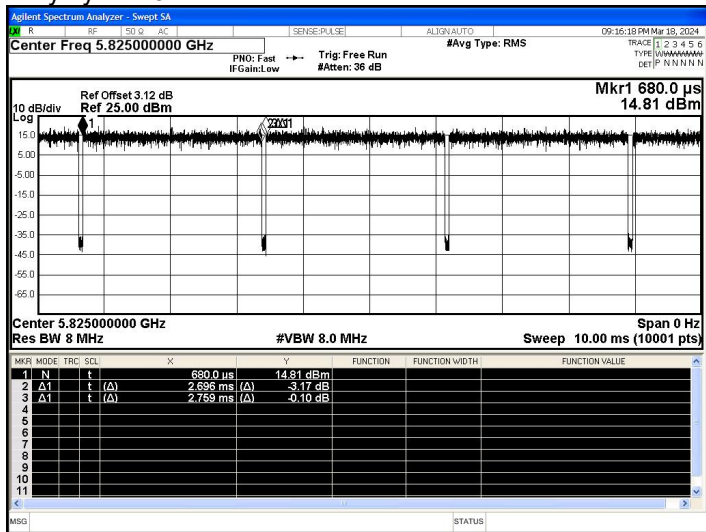 Agilent Spectrum Analyzer - Swept SA
LXI R RF 50 Ω AC SENSE:PULSE ALIGNAUTO 09:16:18 PM Mar 18, 2024
Center Freq 5.825000000 GHz #Avg Type: RMS TRACE 1 2 3 4 5 6
PNO: Fast Trig: Free Run TYPE
IFGain:Low #Atten: 36 dB DET P N N N N N
Mkr1 680.0 µs
14.81 dBm
Ref Offset 3.12 dB
10 dB/div Ref 25.00 dBm
Log
1
15.0
5.00
-5.00
-15.0
-25.0
-35.0
-45.0
-55.0
-65.0
Center 5.825000000 GHz Span 0 Hz
Res BW 8 MHz #VBW 8.0 MHz Sweep 10.00 ms (10001 pts)
MKR MODE TRC SCL X Y FUNCTION FUNCTION WIDTH FUNCTION VALUE
1 N t 680.0 µs 14.81 dBm
2 Δ1 t (Δ) 2.696 ms (Δ) -3.17 dB
3 Δ1 t (Δ) 2.759 ms (Δ) -0.10 dB
4
5
6
7
8
9
10
11
MSG STATUS